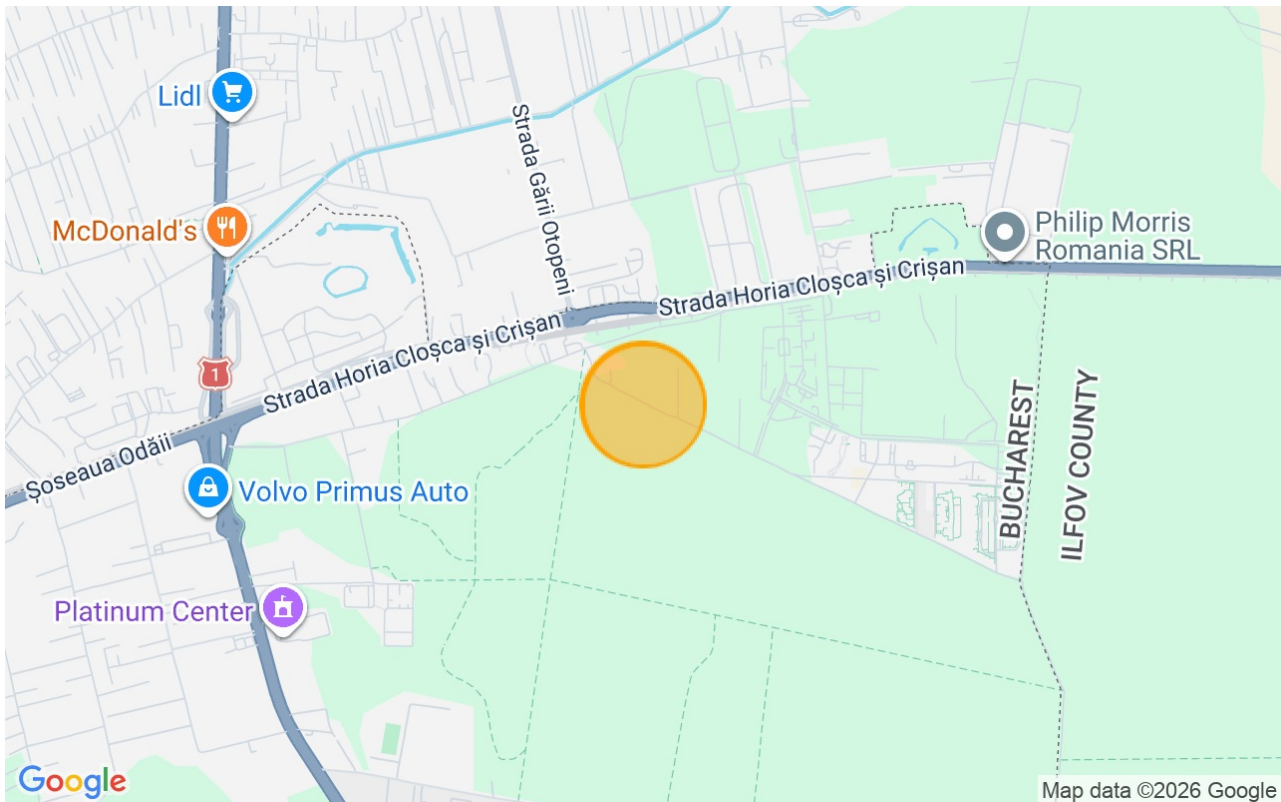 Lidl
Strada Gării Otopeni
McDonald's
Philip Morris
Romania SRL
Strada Horia Cloșca și Crișan
Strada Horia Cloșca și Crișan
1
Șoseaua Odăii
BUCHAREST
ILFOV COUNTY
Volvo Primus Auto
Platinum Center
Google
Map data ©2026 Google